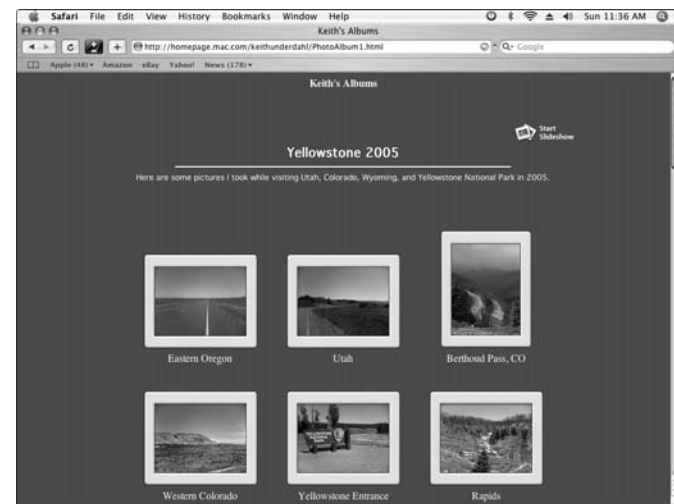 Safari File Edit View History Bookmarks Window Help Sun 11:36 AM
Keith's Albums
http://homepage.mac.com/keithunderdahl/PhotoAlbum1.html Google
Apple (48) Amazon eBay Yahoo! News (178)
Keith's Albums
Start
Slideshow
Yellowstone 2005
Here are some pictures I took while visiting Utah, Colorado, Wyoming, and Yellowstone National Park in 2005.
Eastern Oregon Utah Berthoud Pass, CO
YELLOWSTONE
NATIONAL
PARK
Western Colorado Yellowstone Entrance Rapids